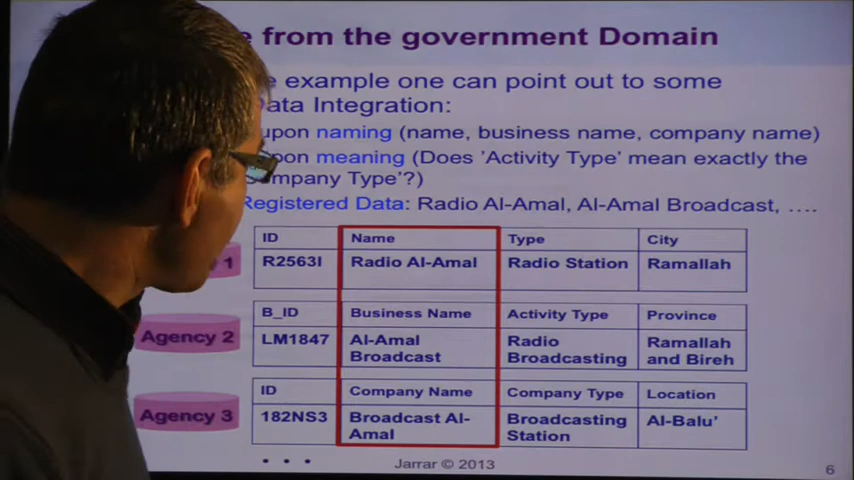 from the government Domain
example one can point out to some
Data Integration:
upon naming (name, business name, company name)
upon meaning (Does 'Activity Type' mean exactly the
Type'?)
Registered Data: Radio Al-Amal, Al-Amal Broadcast, ....
ID Name Type City
1 R2563I Radio Al-Amal Radio Station Ramallah
B_ID Business Name Activity Type Province
Agency 2 LM1847 Al-Amal Radio Ramallah
Broadcast Broadcasting and Bireh
ID Company Name Company Type Location
Agency 3 182NS3 Broadcast Al- Broadcasting Al-Balu'
Amal Station
• • •
Jarrar © 2013
6